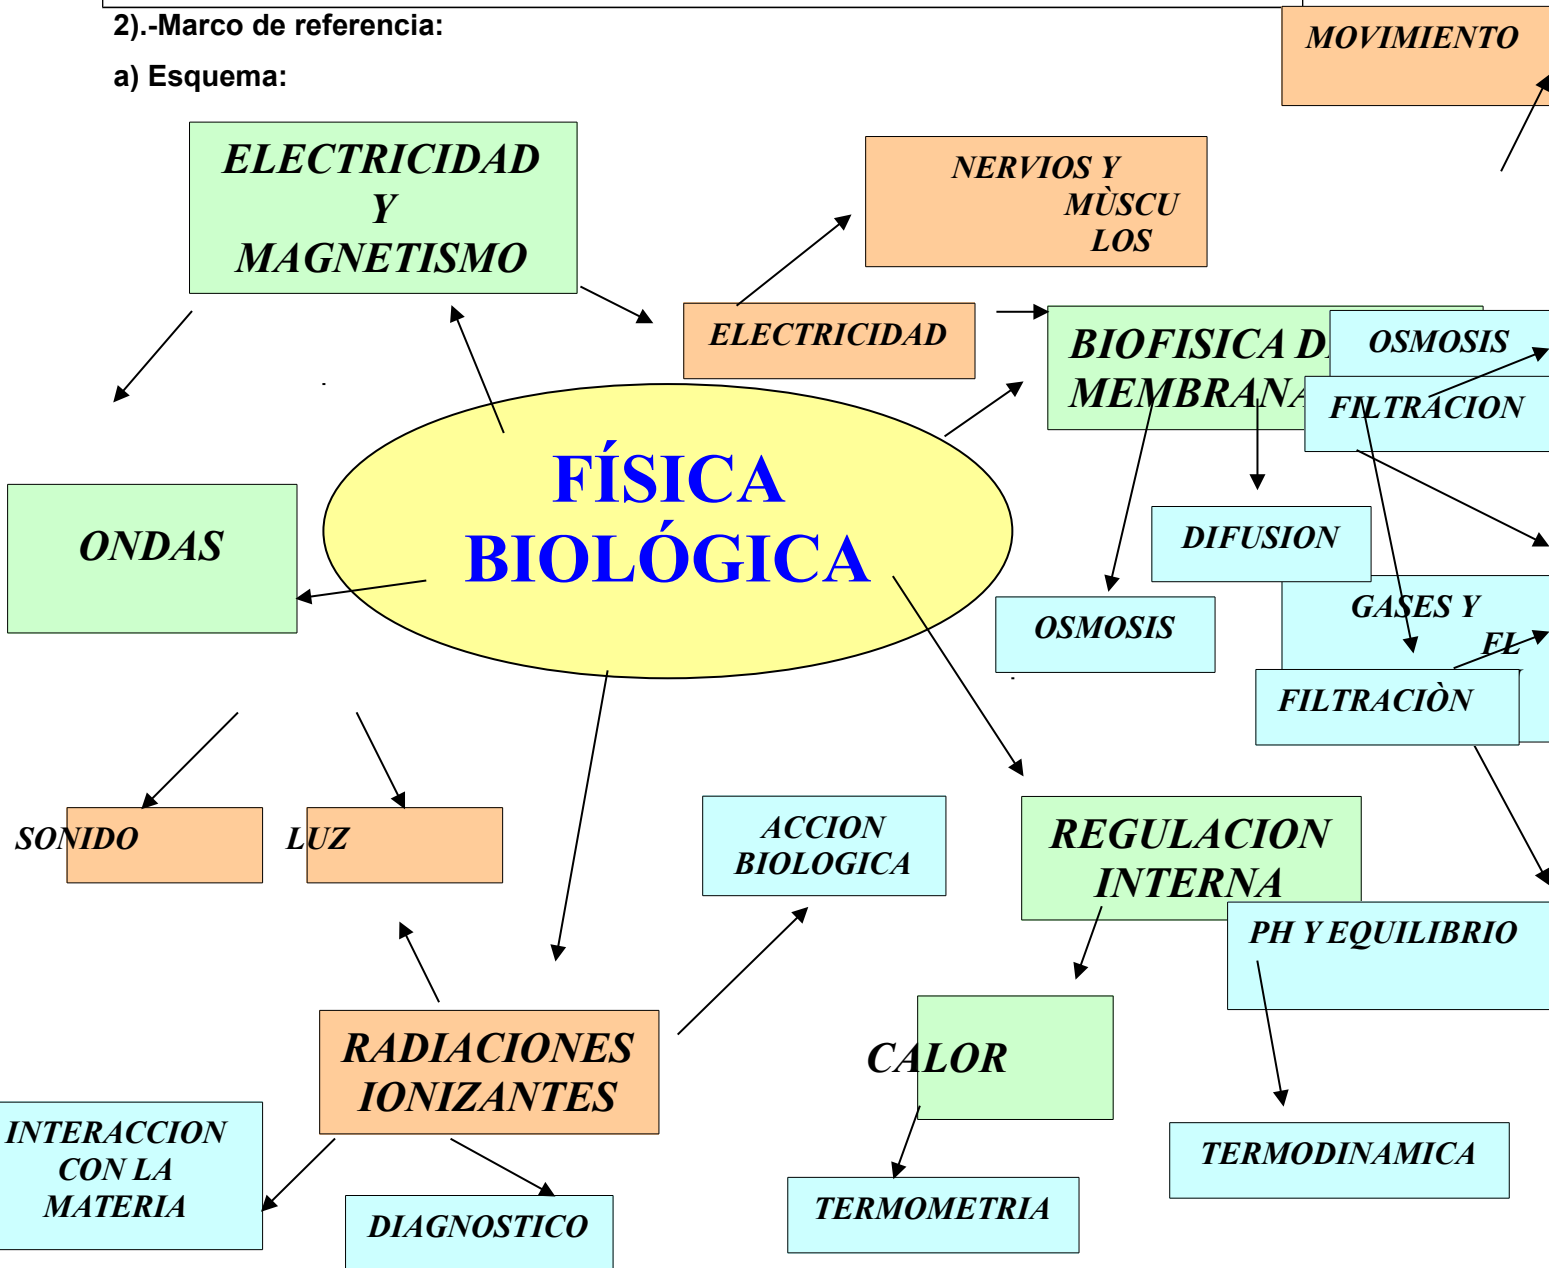 2).-Marco de referencia:
MOVIMIENTO
a) Esquema:
ELECTRICIDAD
Y
MAGNETISMO
NERVIOS Y
MÙSCU
LOS
ELECTRICIDAD
BIOFISICA D
MEMBRANA
OSMOSIS
FILTRACION
FÍSICA
BIOLÓGICA
ONDAS
DIFUSION
OSMOSIS
GASES Y
FL
FILTRACIÒN
SONIDO
LUZ
ACCION
BIOLOGICA
REGULACION
INTERNA
PH Y EQUILIBRIO
RADIACIONES
IONIZANTES
CALOR
INTERACCION
CON LA
MATERIA
DIAGNOSTICO
TERMOMETRIA
TERMODINAMICA